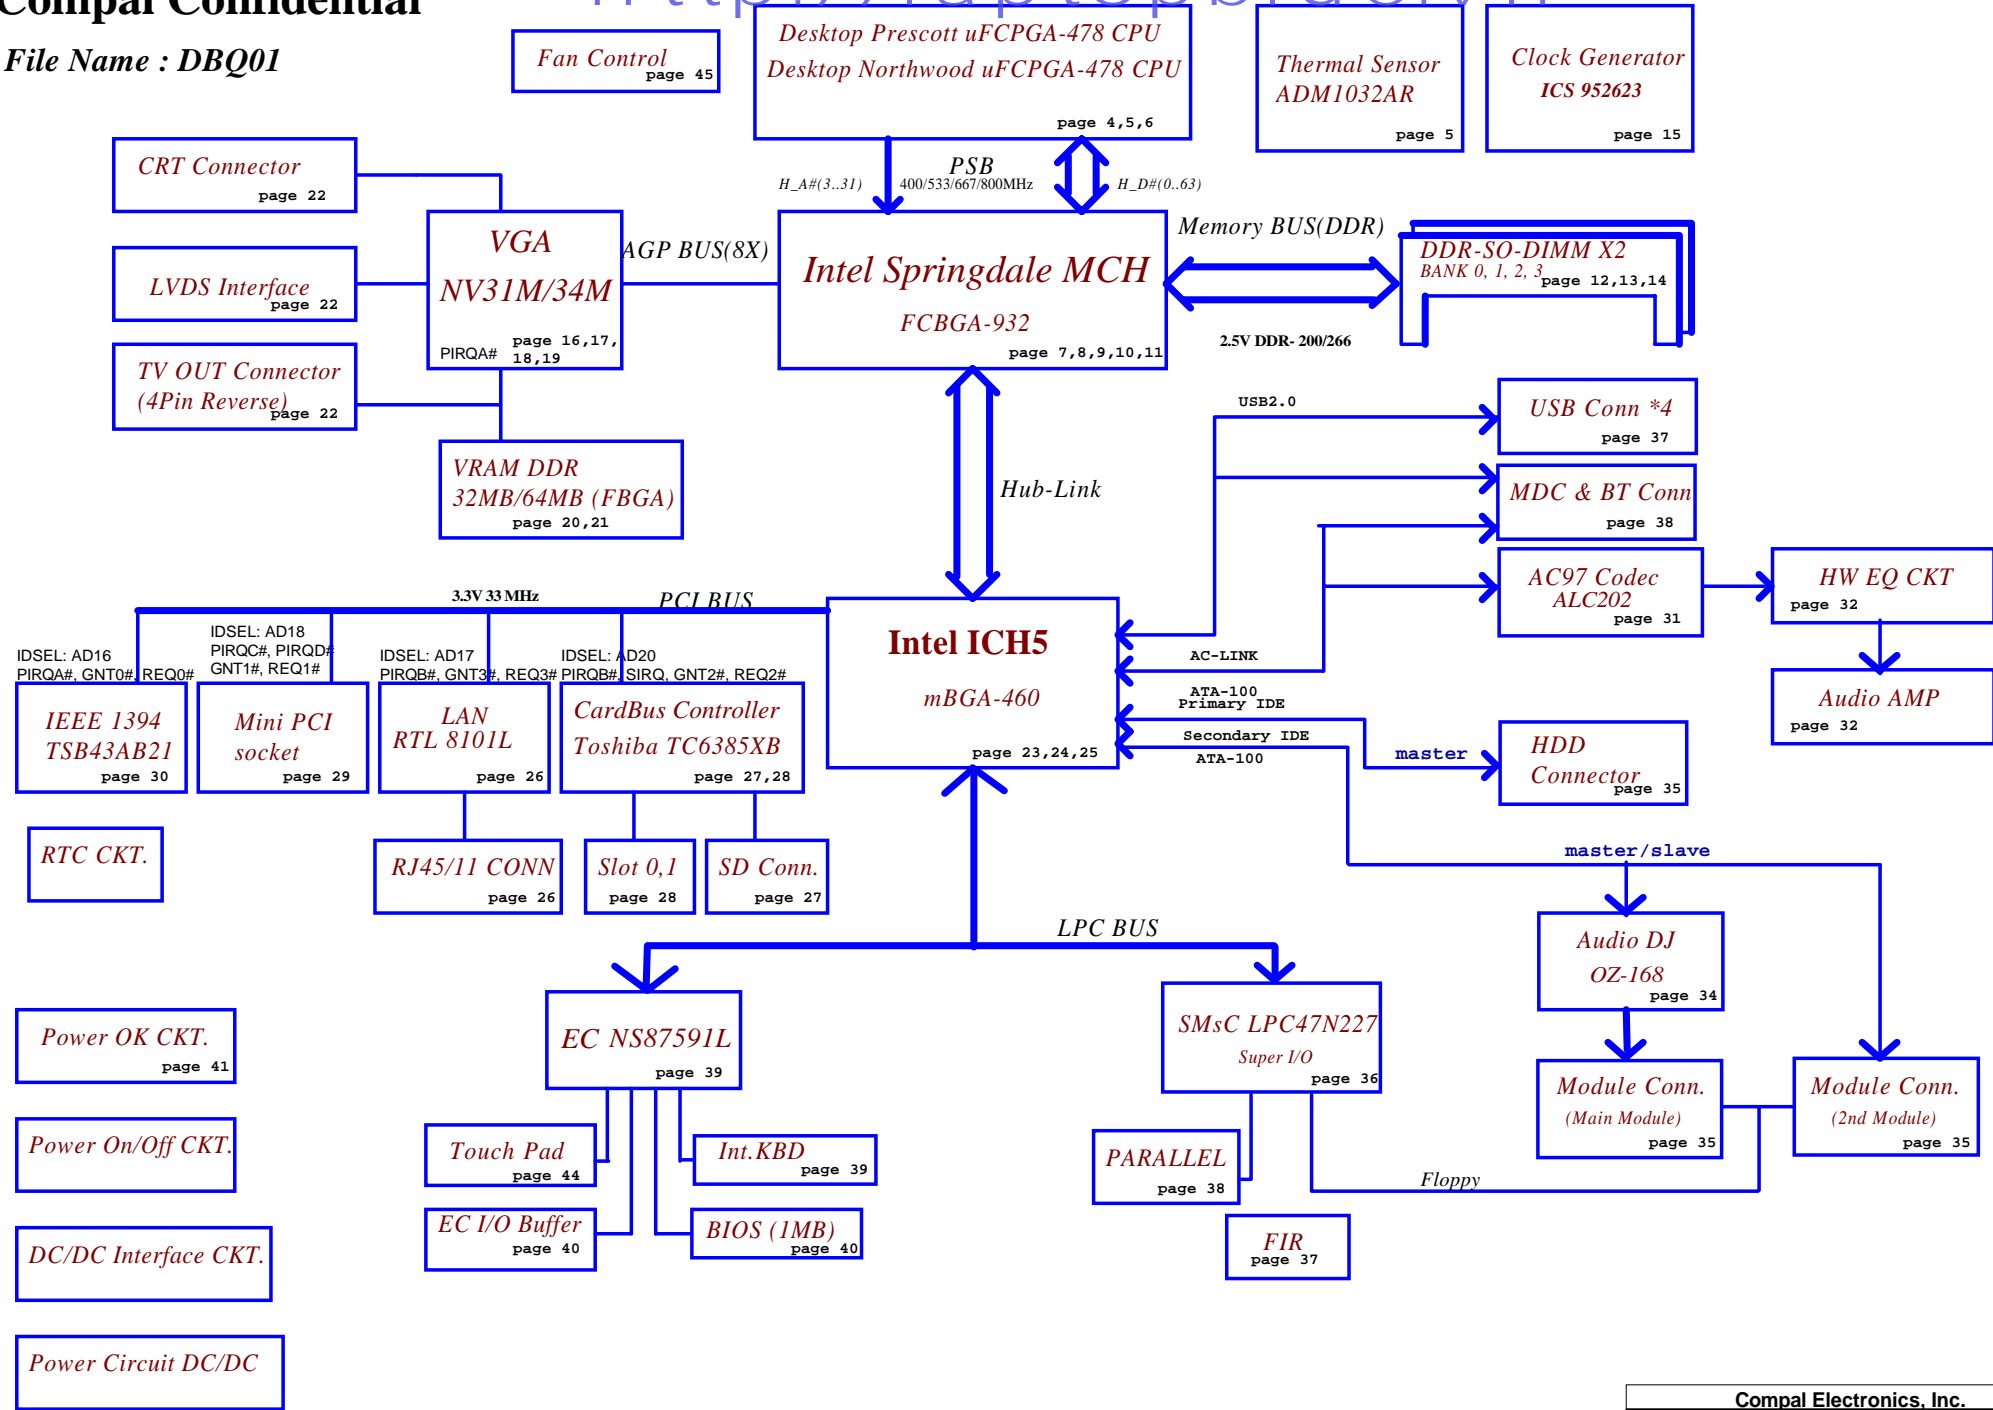 Compal Confidential
File Name : DBQ01
Fan Control
page 45
Desktop Prescott uFCPGA-478 CPU
Desktop Northwood uFCPGA-478 CPU
page 4,5,6
Thermal Sensor
ADM1032AR
page 5
Clock Generator
ICS 952623
page 15
H_A#(3..31)
PSB
400/533/667/800MHz
H_D#(0..63)
CRT Connector
page 22
LVDS Interface
page 22
TV OUT Connector
(4Pin Reverse)
page 22
VGA
NV31M/34M
PIRQA#
page 16,17,
18,19
AGP BUS(8X)
Intel Springdale MCH
FCBGA-932
page 7,8,9,10,11
Memory BUS(DDR)
2.5V DDR- 200/266
DDR-SO-DIMM X2
BANK 0, 1, 2, 3
page 12,13,14
VRAM DDR
32MB/64MB (FBGA)
page 20,21
Hub-Link
USB2.0
USB Conn *4
page 37
MDC & BT Conn
page 38
AC97 Codec
ALC202
page 31
HW EQ CKT
page 32
Audio AMP
page 32
3.3V 33 MHz
PCI BUS
Intel ICH5
mBGA-460
page 23,24,25
AC-LINK
ATA-100
Primary IDE
Secondary IDE
ATA-100
master
HDD
Connector
page 35
IDSEL: AD16
PIRQA#, GNT0#, REQ0#
IDSEL: AD18
PIRQC#, PIRQD#
GNT1#, REQ1#
IDSEL: AD17
PIRQB#, GNT3#, REQ3#
IDSEL: AD20
PIRQB#, SIRQ, GNT2#, REQ2#
IEEE 1394
TSB43AB21
page 30
Mini PCI
socket
page 29
LAN
RTL 8101L
page 26
CardBus Controller
Toshiba TC6385XB
page 27,28
RTC CKT.
RJ45/11 CONN
page 26
Slot 0,1
page 28
SD Conn.
page 27
master/slave
LPC BUS
Audio DJ
OZ-168
page 34
Power OK CKT.
page 41
EC NS87591L
page 39
SMsC LPC47N227
Super I/O
page 36
Module Conn.
(Main Module)
page 35
Module Conn.
(2nd Module)
page 35
Power On/Off CKT.
Touch Pad
page 44
Int.KBD
page 39
PARALLEL
page 38
Floppy
EC I/O Buffer
page 40
BIOS (1MB)
page 40
FIR
page 37
DC/DC Interface CKT.
Power Circuit DC/DC
Compal Electronics, Inc.